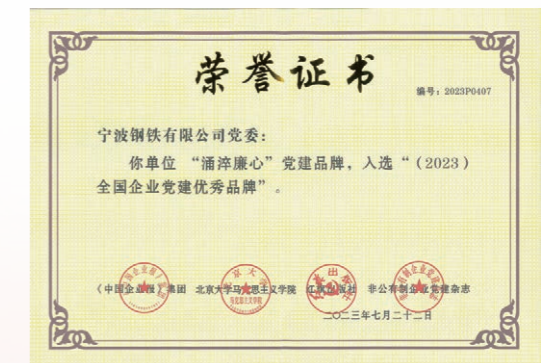 荣誉证书
编号：2023P0407
宁波钢铁有限公司党委：
你单位 “涌淬廉心”党建品牌，入选“（2023）
全国企业党建优秀品牌”。
《中国企业报》集团 北京大学马克思主义学院 红旗出版社 非公有制企业党建杂志
二〇二三年七月二十二日